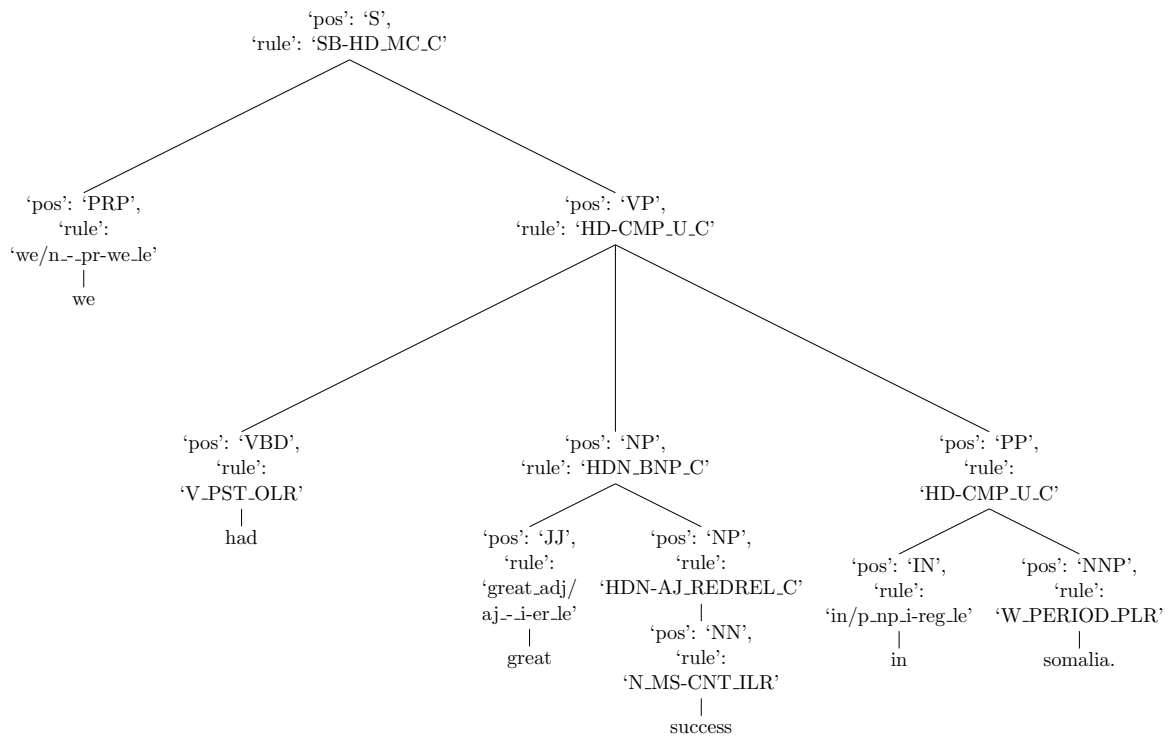 ‘pos’: ‘S’,
‘rule’: ‘SB-HD_MC_C’
‘pos’: ‘PRP’,
‘rule’:
‘we/n_-_pr-we_le’
we
‘pos’: ‘VP’,
‘rule’: ‘HD-CMP_U_C’
‘pos’: ‘VBD’,
‘rule’:
‘V_PST_OLR’
had
‘pos’: ‘NP’,
‘rule’: ‘HDN_BNP_C’
‘pos’: ‘JJ’,
‘rule’:
‘great_adj/
aj_-_i-er_le’
great
‘pos’: ‘NP’,
‘rule’:
‘HDN-AJ_REDREL_C’
‘pos’: ‘NN’,
‘rule’:
‘N_MS-CNT_ILR’
success
‘pos’: ‘PP’,
‘rule’:
‘HD-CMP_U_C’
‘pos’: ‘IN’,
‘rule’:
‘in/p_np_i-reg_le’
in
‘pos’: ‘NNP’,
‘rule’:
‘W_PERIOD_PLR’
somalia.